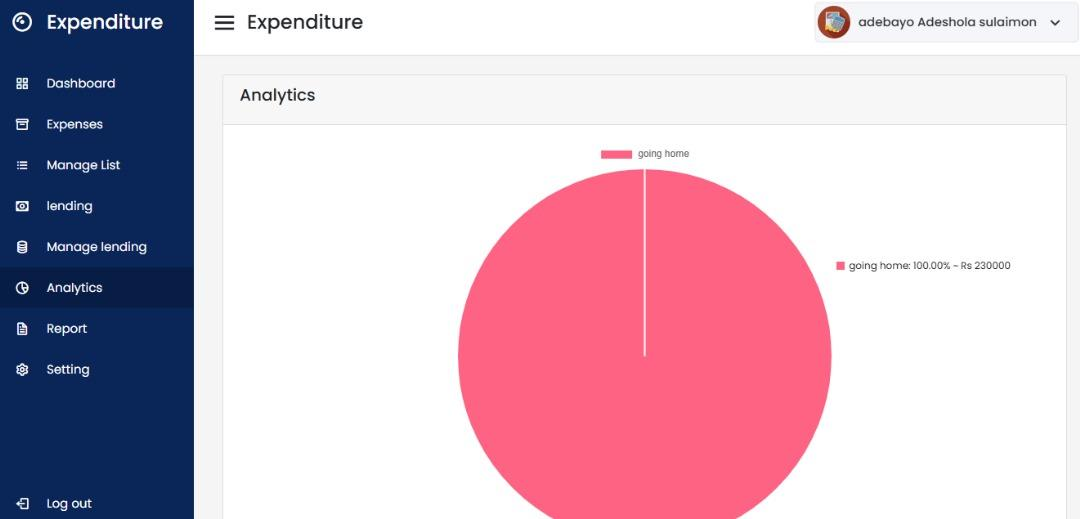 Expenditure
Dashboard
Expenses
Manage List
lending
Manage lending
Analytics
Report
Setting
Log out
Expenditure
adebayo Adeshola sulaimon
Analytics
going home
going home: 100.00% - Rs 230000